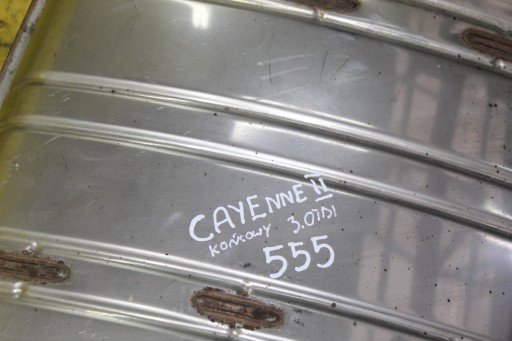 CAYENNE II
KOŃCOWY 3.0TDI
555